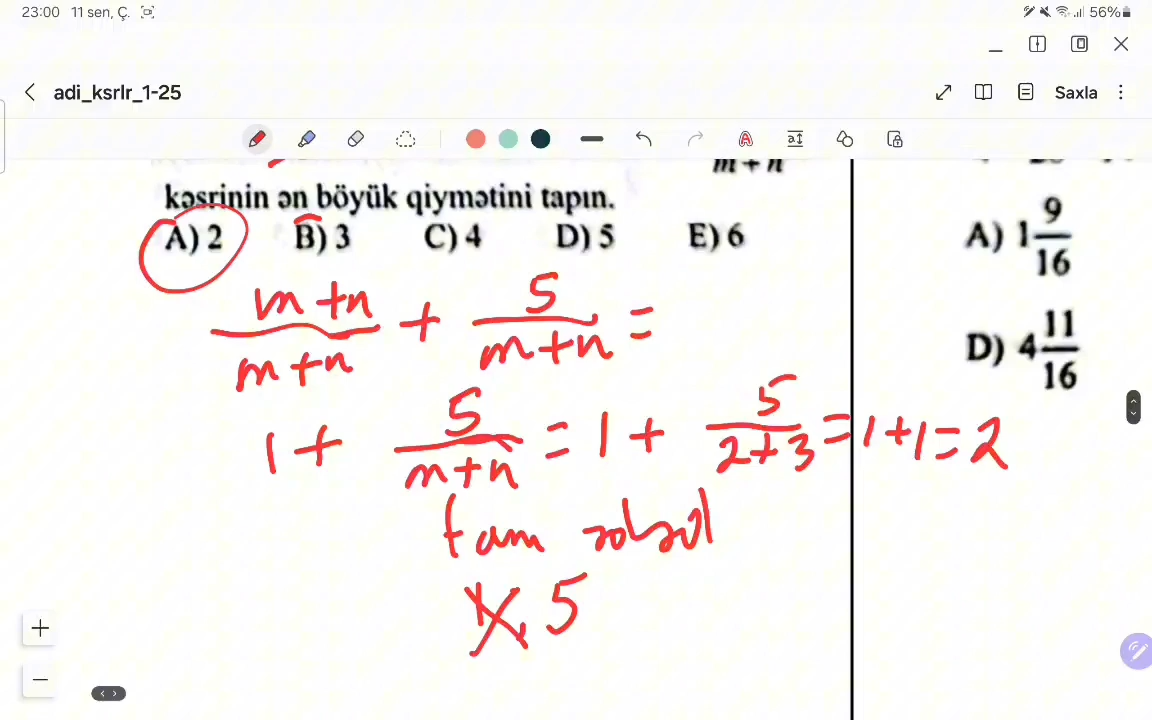 23:00 11 sen, Ç. 56%
adi_ksrlr_1-25 Saxla
m+n
kəsrinin ən böyük qiymətini tapın.
A) 2 B) 3 C) 4 D) 5 E) 6
A) 1 9/16
D) 4 11/16
m+n/m+n + 5/m+n =
1 + 5/m+n = 1 + 5/2+3 = 1+1=2
tam ədəd
5